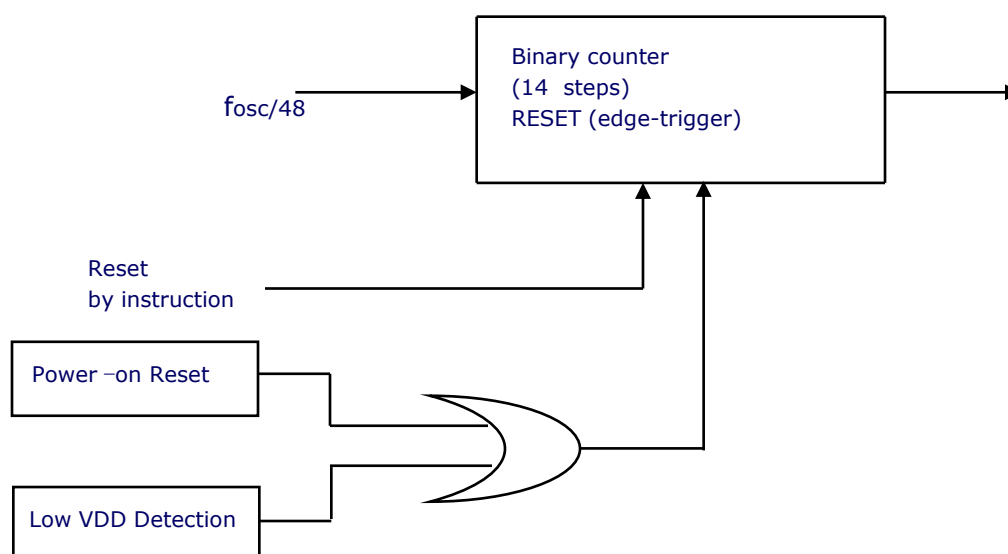 Binary counter
(14 steps)
RESET (edge-trigger)
fosc/48
Reset
by instruction
Power –on Reset
Low VDD Detection